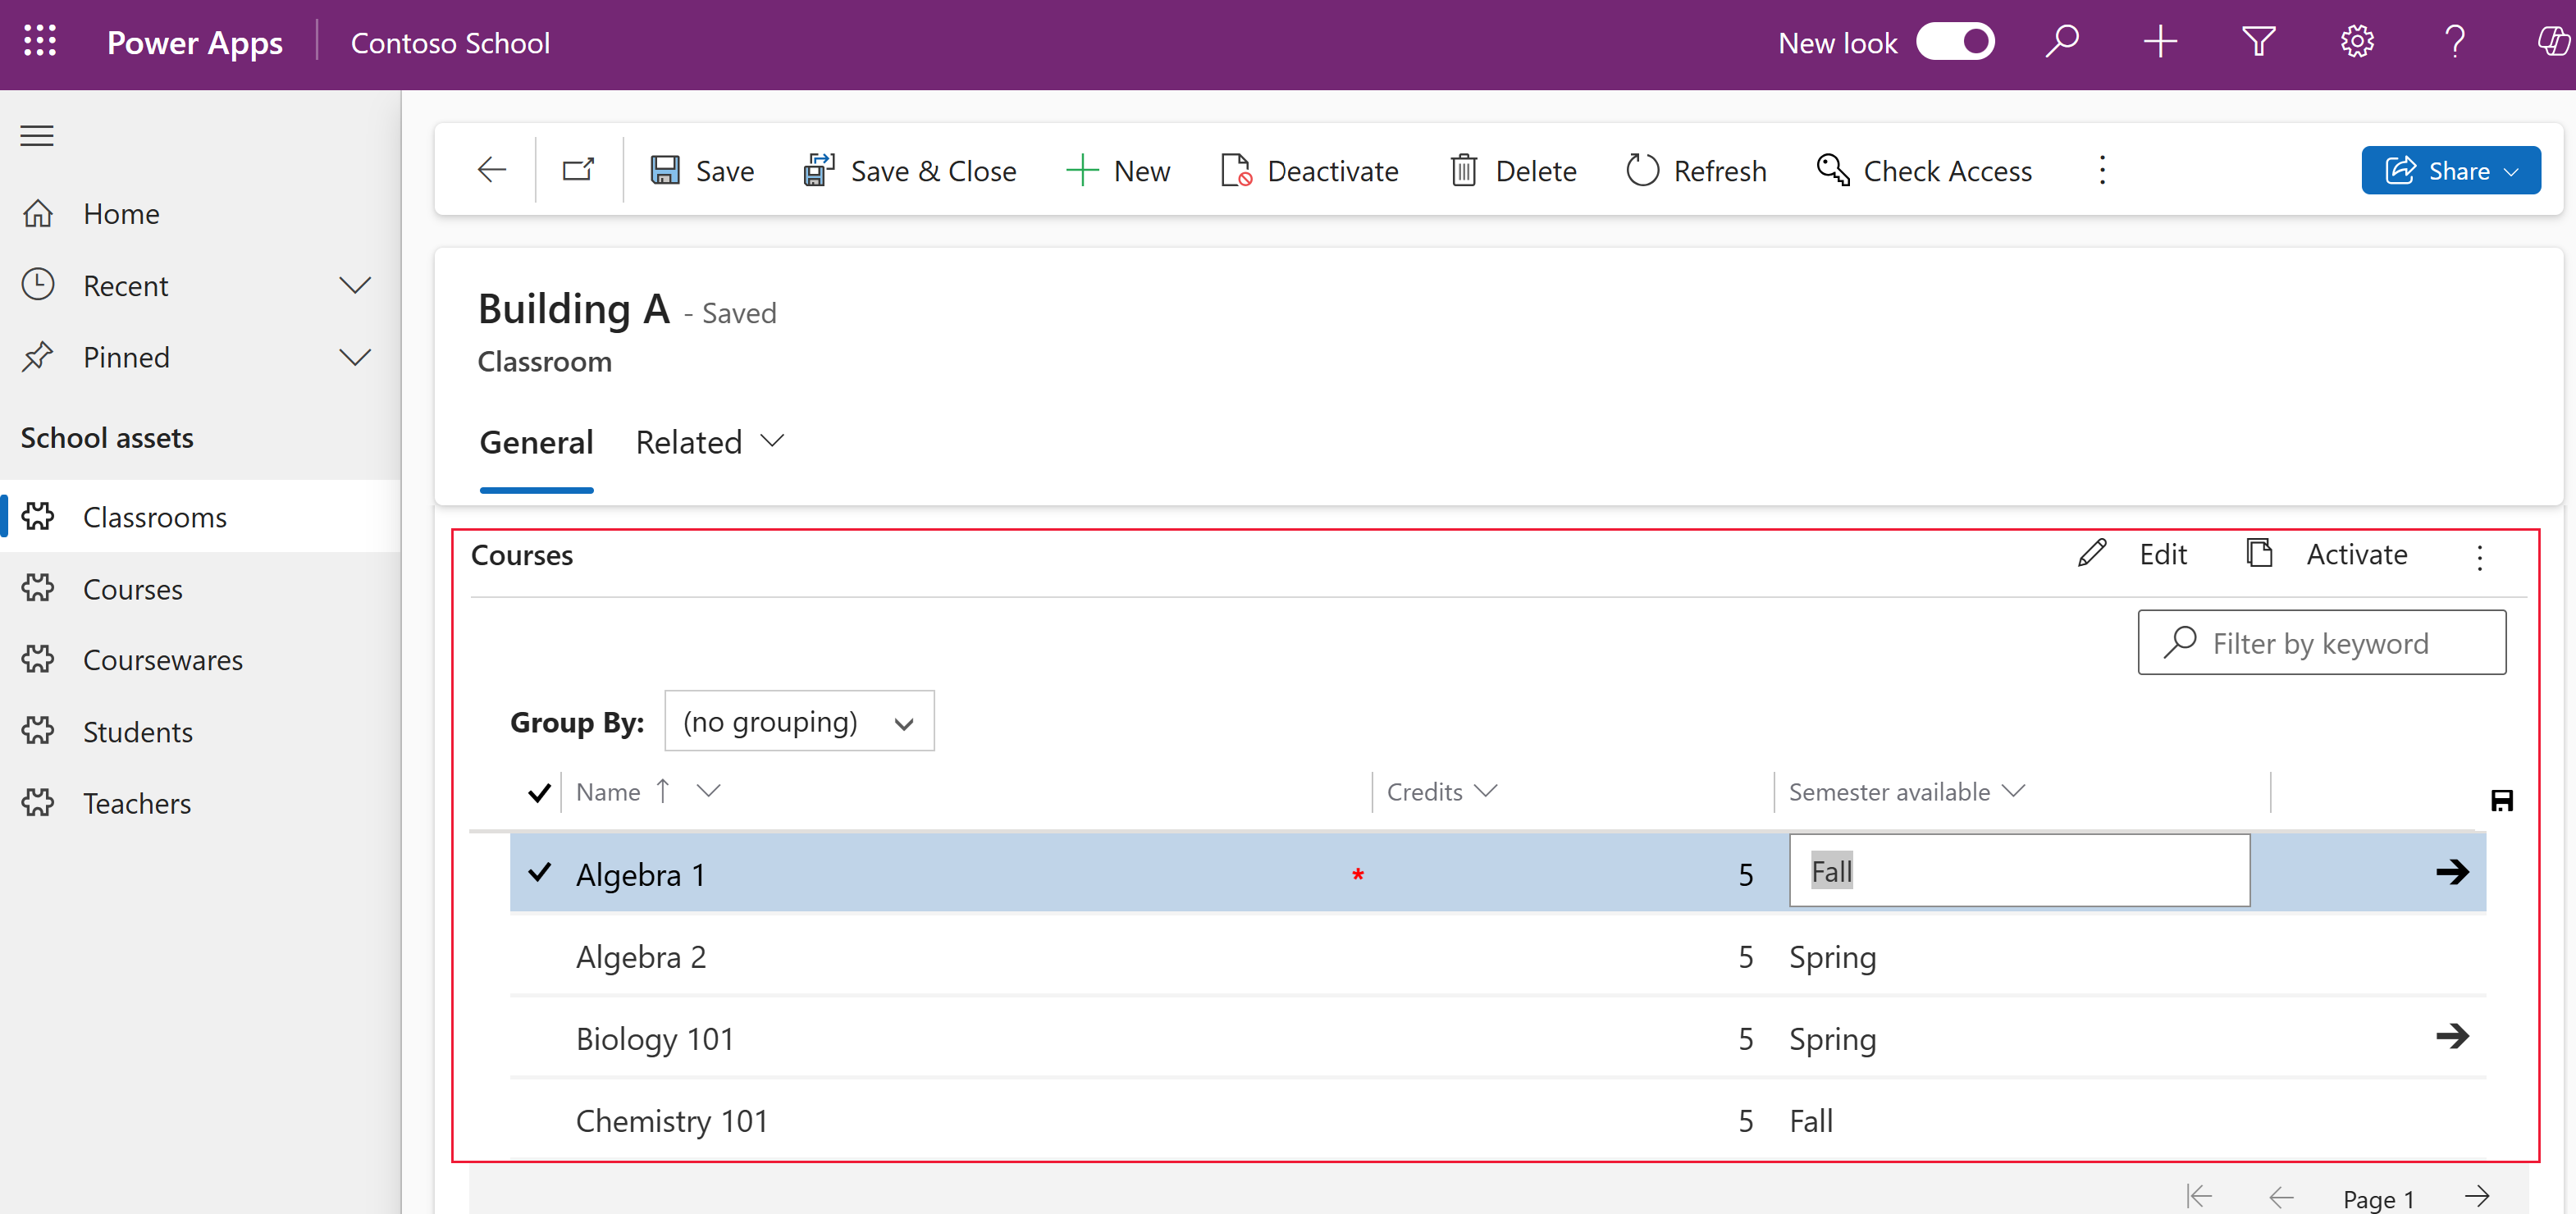 Power Apps Contoso School New look
Save Save & Close New Deactivate Delete Refresh Check Access Share
Home
Recent
Pinned
School assets
Classrooms
Courses
Coursewares
Students
Teachers
Building A - Saved
Classroom
General Related
Courses Edit Activate
Filter by keyword
Group By: (no grouping)
Name Credits Semester available
Algebra 1 * 5 Fall
Algebra 2 5 Spring
Biology 101 5 Spring
Chemistry 101 5 Fall
Page 1